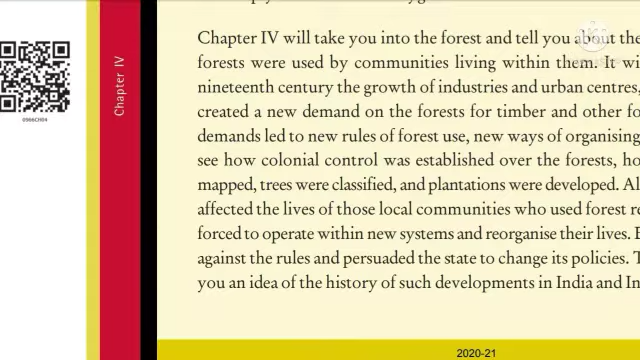 Chapter IV will take you into the forest and tell you about the
forests were used by communities living within them. It wi
nineteenth century the growth of industries and urban centres,
created a new demand on the forests for timber and other fo
demands led to new rules of forest use, new ways of organising
see how colonial control was established over the forests, ho
mapped, trees were classified, and plantations were developed. Al
affected the lives of those local communities who used forest re
forced to operate within new systems and reorganise their lives. B
against the rules and persuaded the state to change its policies. T
you an idea of the history of such developments in India and In
Chapter IV
0966CH04
2020-21